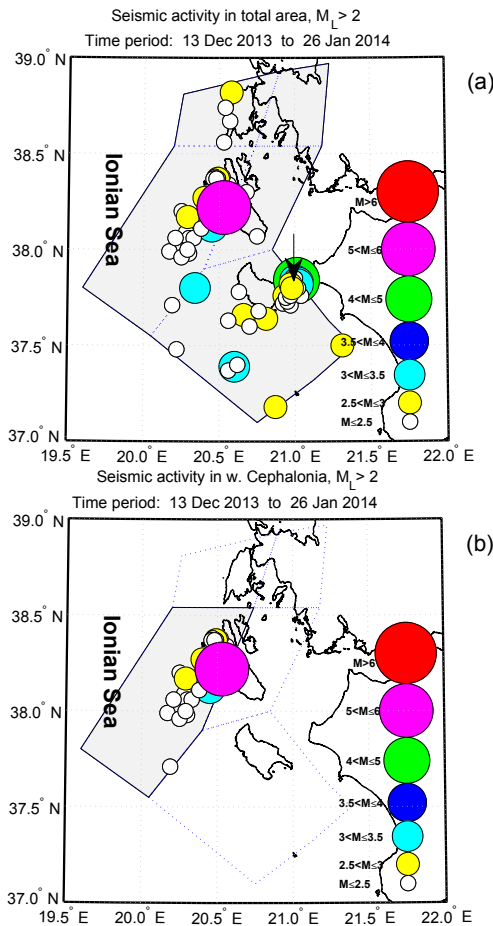 Seismic activity in total area, M_L > 2
Time period: 13 Dec 2013 to 26 Jan 2014
(a)
39.0° N
38.5° N
38.0° N
37.5° N
37.0° N
Ionian Sea
M>6
5<M≤6
4<M≤5
3.5<M≤4
3<M≤3.5
2.5<M≤3
M≤2.5
19.5° E 20.0° E 20.5° E 21.0° E 21.5° E 22.0° E
Seismic activity in w. Cephalonia, M_L > 2
Time period: 13 Dec 2013 to 26 Jan 2014
(b)
39.0° N
38.5° N
38.0° N
37.5° N
37.0° N
Ionian Sea
M>6
5<M≤6
4<M≤5
3.5<M≤4
3<M≤3.5
2.5<M≤3
M≤2.5
19.5° E 20.0° E 20.5° E 21.0° E 21.5° E 22.0° E